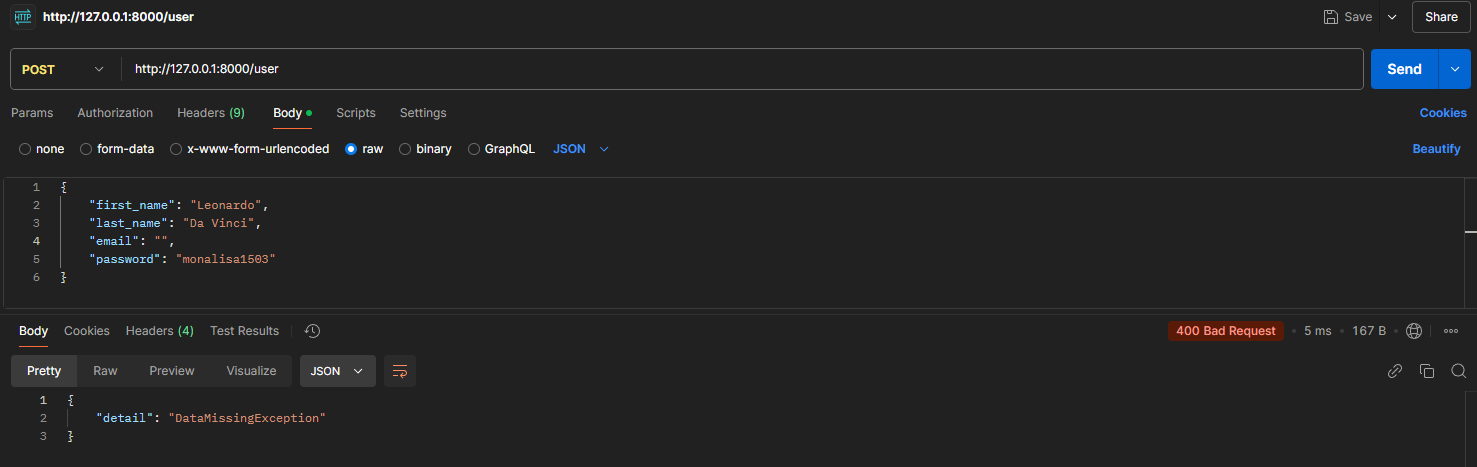 HTTP http://127.0.0.1:8000/user Save Share
POST http://127.0.0.1:8000/user Send
Params Authorization Headers (9) Body Scripts Settings Cookies
none form-data x-www-form-urlencoded raw binary GraphQL JSON Beautify
1 {
2 "first_name": "Leonardo",
3 "last_name": "Da Vinci",
4 "email": "",
5 "password": "monalisa1503"
6 }
Body Cookies Headers (4) Test Results 400 Bad Request • 5 ms • 167 B •
Pretty Raw Preview Visualize JSON
1 {
2 "detail": "DataMissingException"
3 }